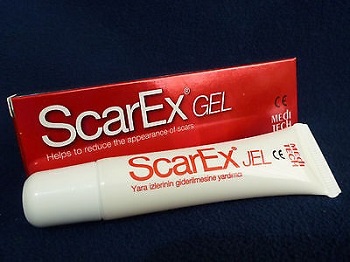 ScarEx® GEL
Helps to reduce the appearance of scars
CE
MEDI
TECH
ScarEx® JEL
Yara izlerinin giderilmesine yardımcı
CE
MEDI
TECH